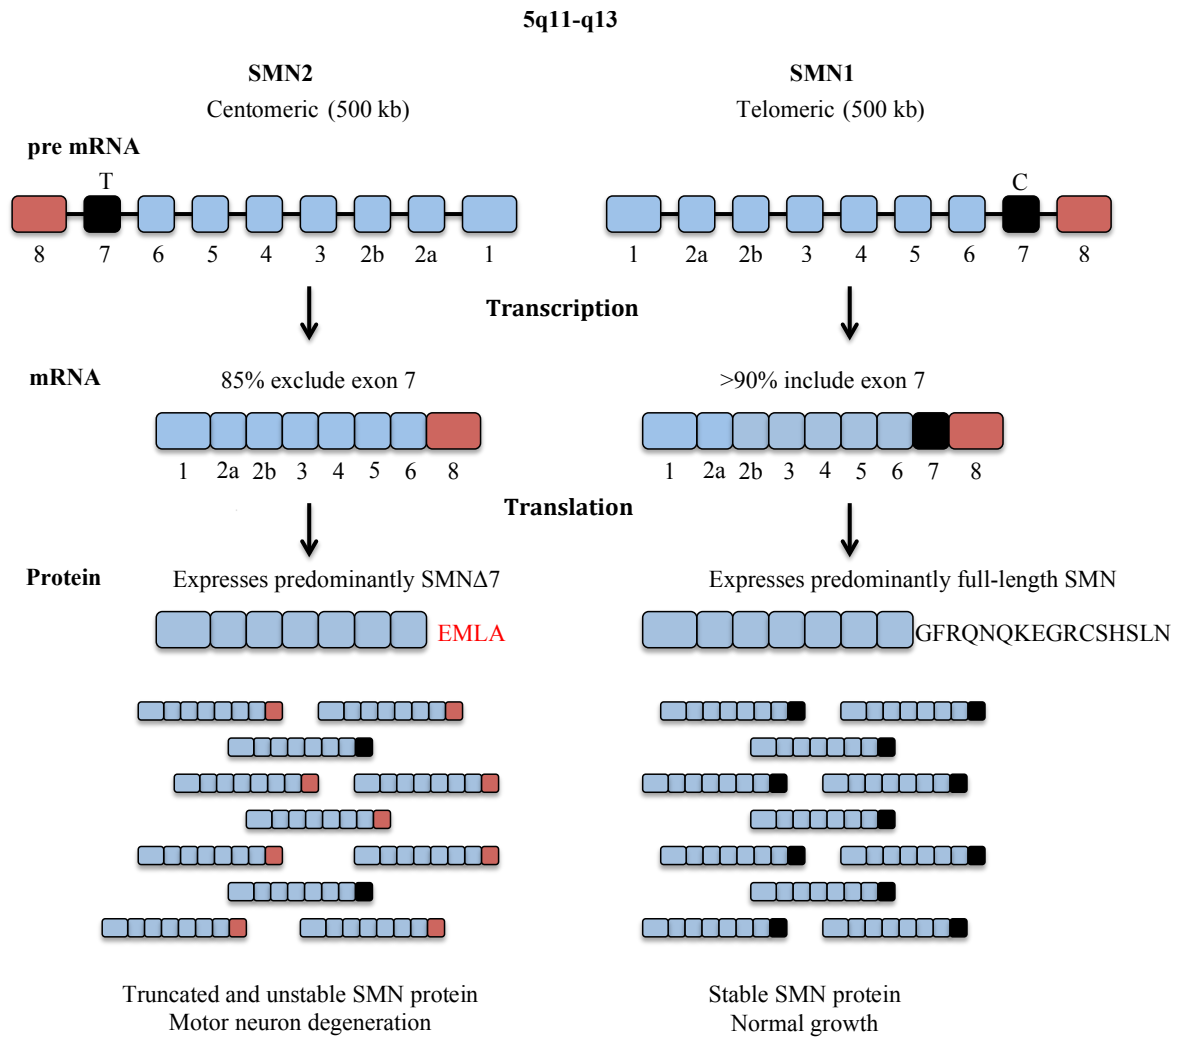 5q11-q13
SMN2
SMN1
Centomeric (500 kb)
Telomeric (500 kb)
pre mRNA
T
C
8 7 6 5 4 3 2b 2a 1
1 2a 2b 3 4 5 6 7 8
Transcription
mRNA
85% exclude exon 7
>90% include exon 7
1 2a 2b 3 4 5 6 8
1 2a 2b 3 4 5 6 7 8
Translation
Protein
Expresses predominantly SMNΔ7
Expresses predominantly full-length SMN
EMLA
GFRQNQKEGRCSHSLN
Truncated and unstable SMN protein
Motor neuron degeneration
Stable SMN protein
Normal growth